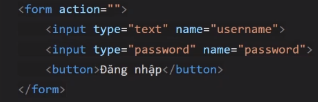 <form action="">
<input type="text" name="username">
<input type="password" name="password">
<button>Đăng nhập</button>
</form>